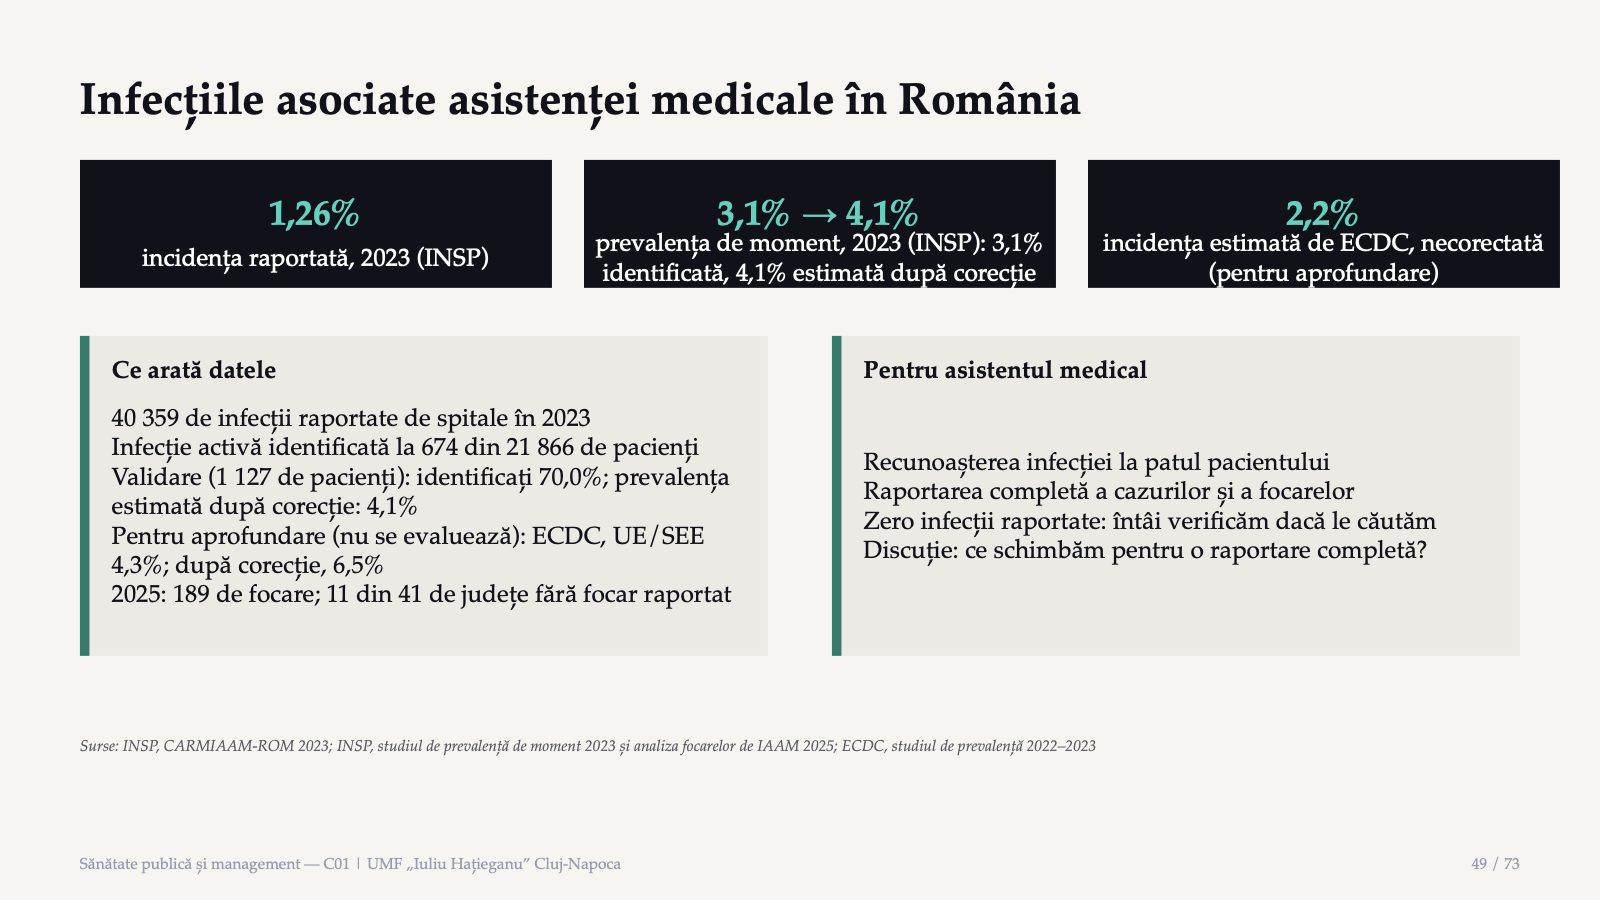 Infecțiile asociate asistenței medicale în România
1,26%
incidența raportată, 2023 (INSP)
3,1% → 4,1%
prevalența de moment, 2023 (INSP): 3,1%
identificată, 4,1% estimată după corecție
2,2%
incidența estimată de ECDC, necorectată
(pentru aprofundare)
Ce arată datele
40 359 de infecții raportate de spitale în 2023
Infecție activă identificată la 674 din 21 866 de pacienți
Validare (1 127 de pacienți): identificați 70,0%; prevalența
estimată după corecție: 4,1%
Pentru aprofundare (nu se evaluează): ECDC, UE/SEE
4,3%; după corecție, 6,5%
2025: 189 de focare; 11 din 41 de județe fără focar raportat
Pentru asistentul medical
Recunoașterea infecției la patul pacientului
Raportarea completă a cazurilor și a focarelor
Zero infecții raportate: întâi verificăm dacă le căutăm
Discuție: ce schimbăm pentru o raportare completă?
Surse: INSP, CARMIAAM-ROM 2023; INSP, studiul de prevalență de moment 2023 și analiza focarelor de IAAM 2025; ECDC, studiul de prevalență 2022–2023
Sănătate publică și management — C01 | UMF „Iuliu Hațieganu” Cluj-Napoca
49 / 73